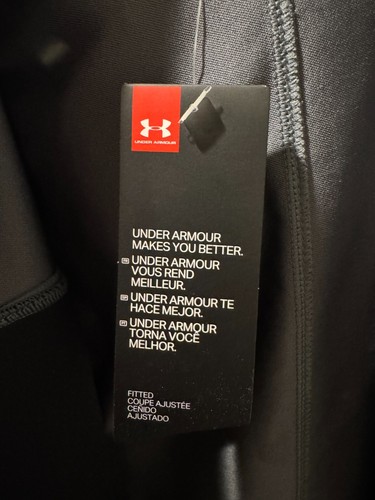 UNDER ARMOUR
UNDER ARMOUR
MAKES YOU BETTER.
UNDER ARMOUR
VOUS REND
MEILLEUR.
UNDER ARMOUR TE
HACE MEJOR.
UNDER ARMOUR
TORNA VOCÊ
MELHOR.
FITTED
COUPE AJUSTÉE
CEÑIDO
AJUSTADO